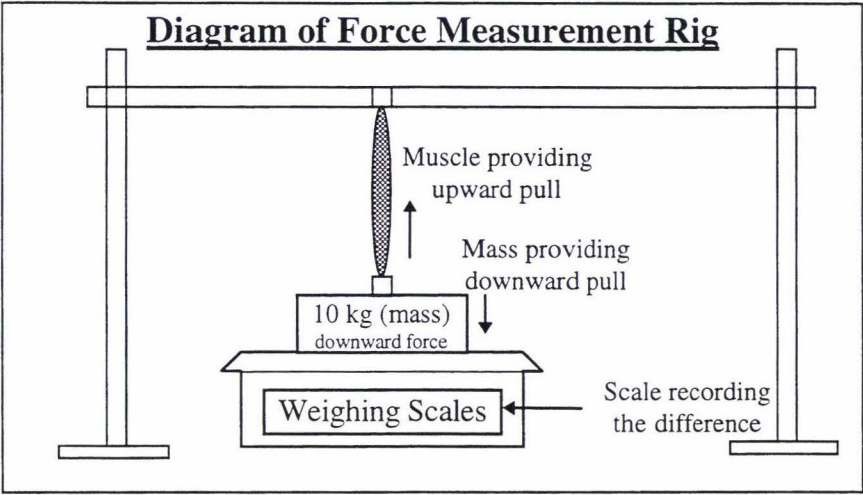 Diagram of Force Measurement Rig
Muscle providing
upward pull
Mass providing
downward pull
10 kg (mass)
downward force
Weighing Scales
Scale recording
the difference